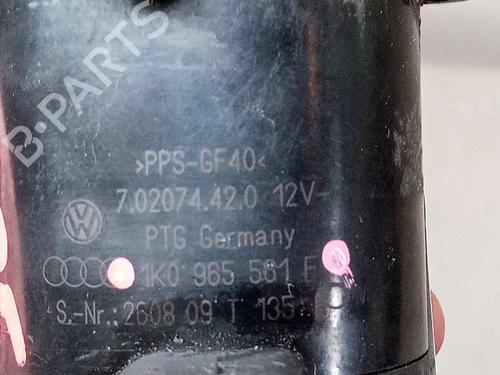 B-PARTS
>PPS-GF40<
7.02074.42.0 12V-
PTG Germany
1K0 965 561 F
S.-Nr.: 2608 09 T 135